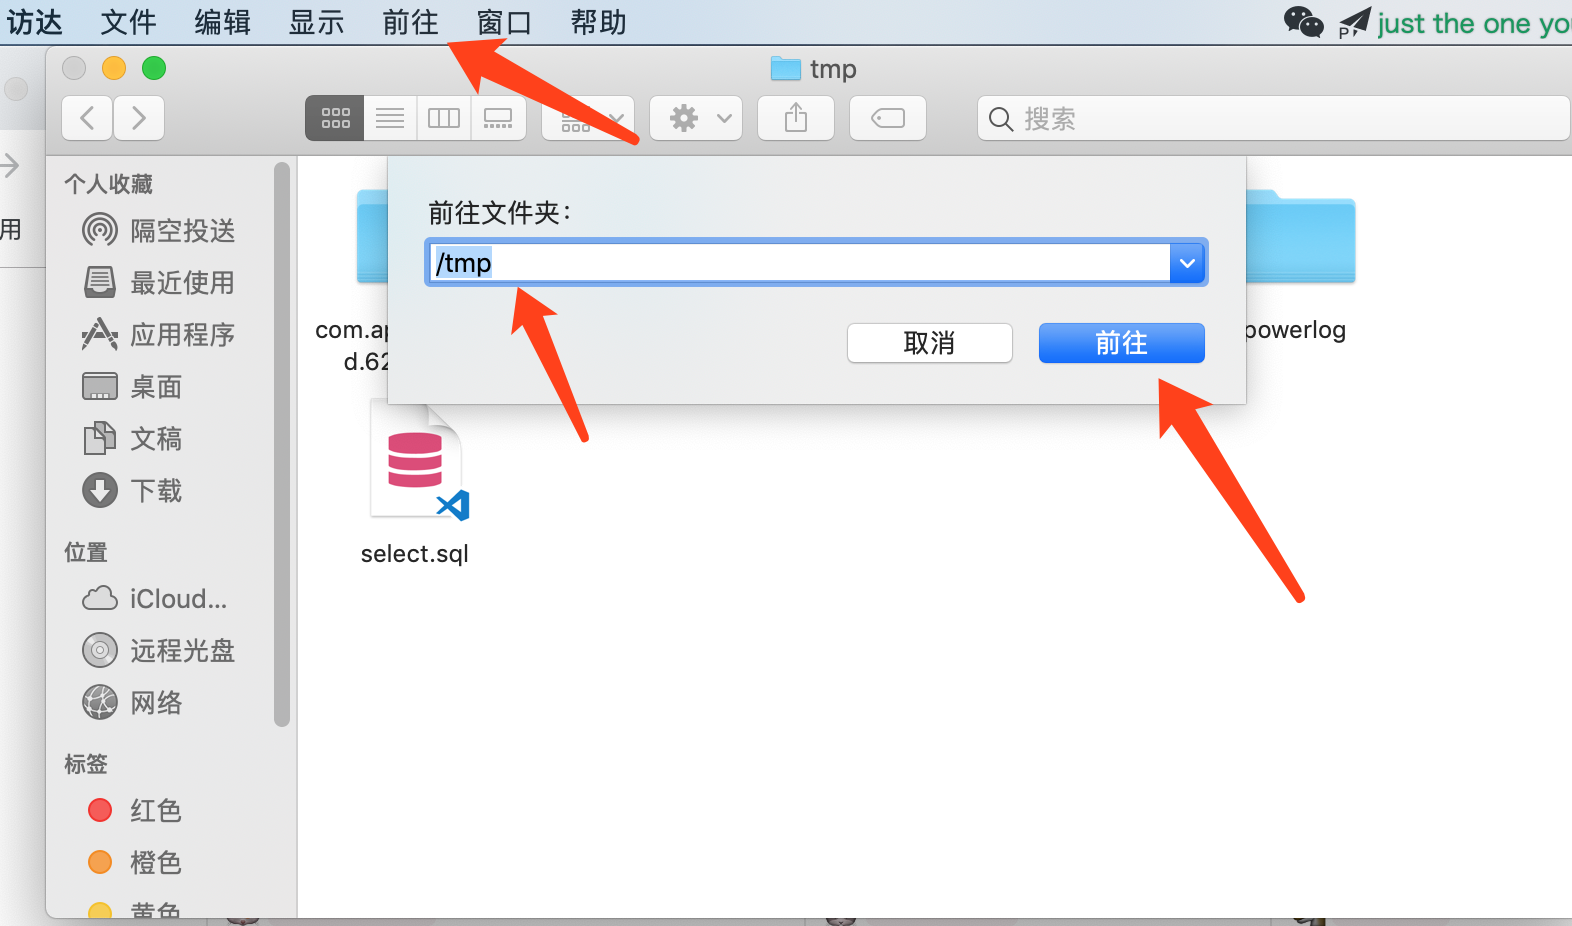 访达 文件 编辑 显示 前往 窗口 帮助
just the one yo
tmp
搜索
用
个人收藏
隔空投送
最近使用
应用程序
桌面
文稿
下载
位置
iCloud...
远程光盘
网络
标签
红色
橙色
黄色
前往文件夹：
/tmp
取消 前往
com.ap
d.62
powerlog
select.sql